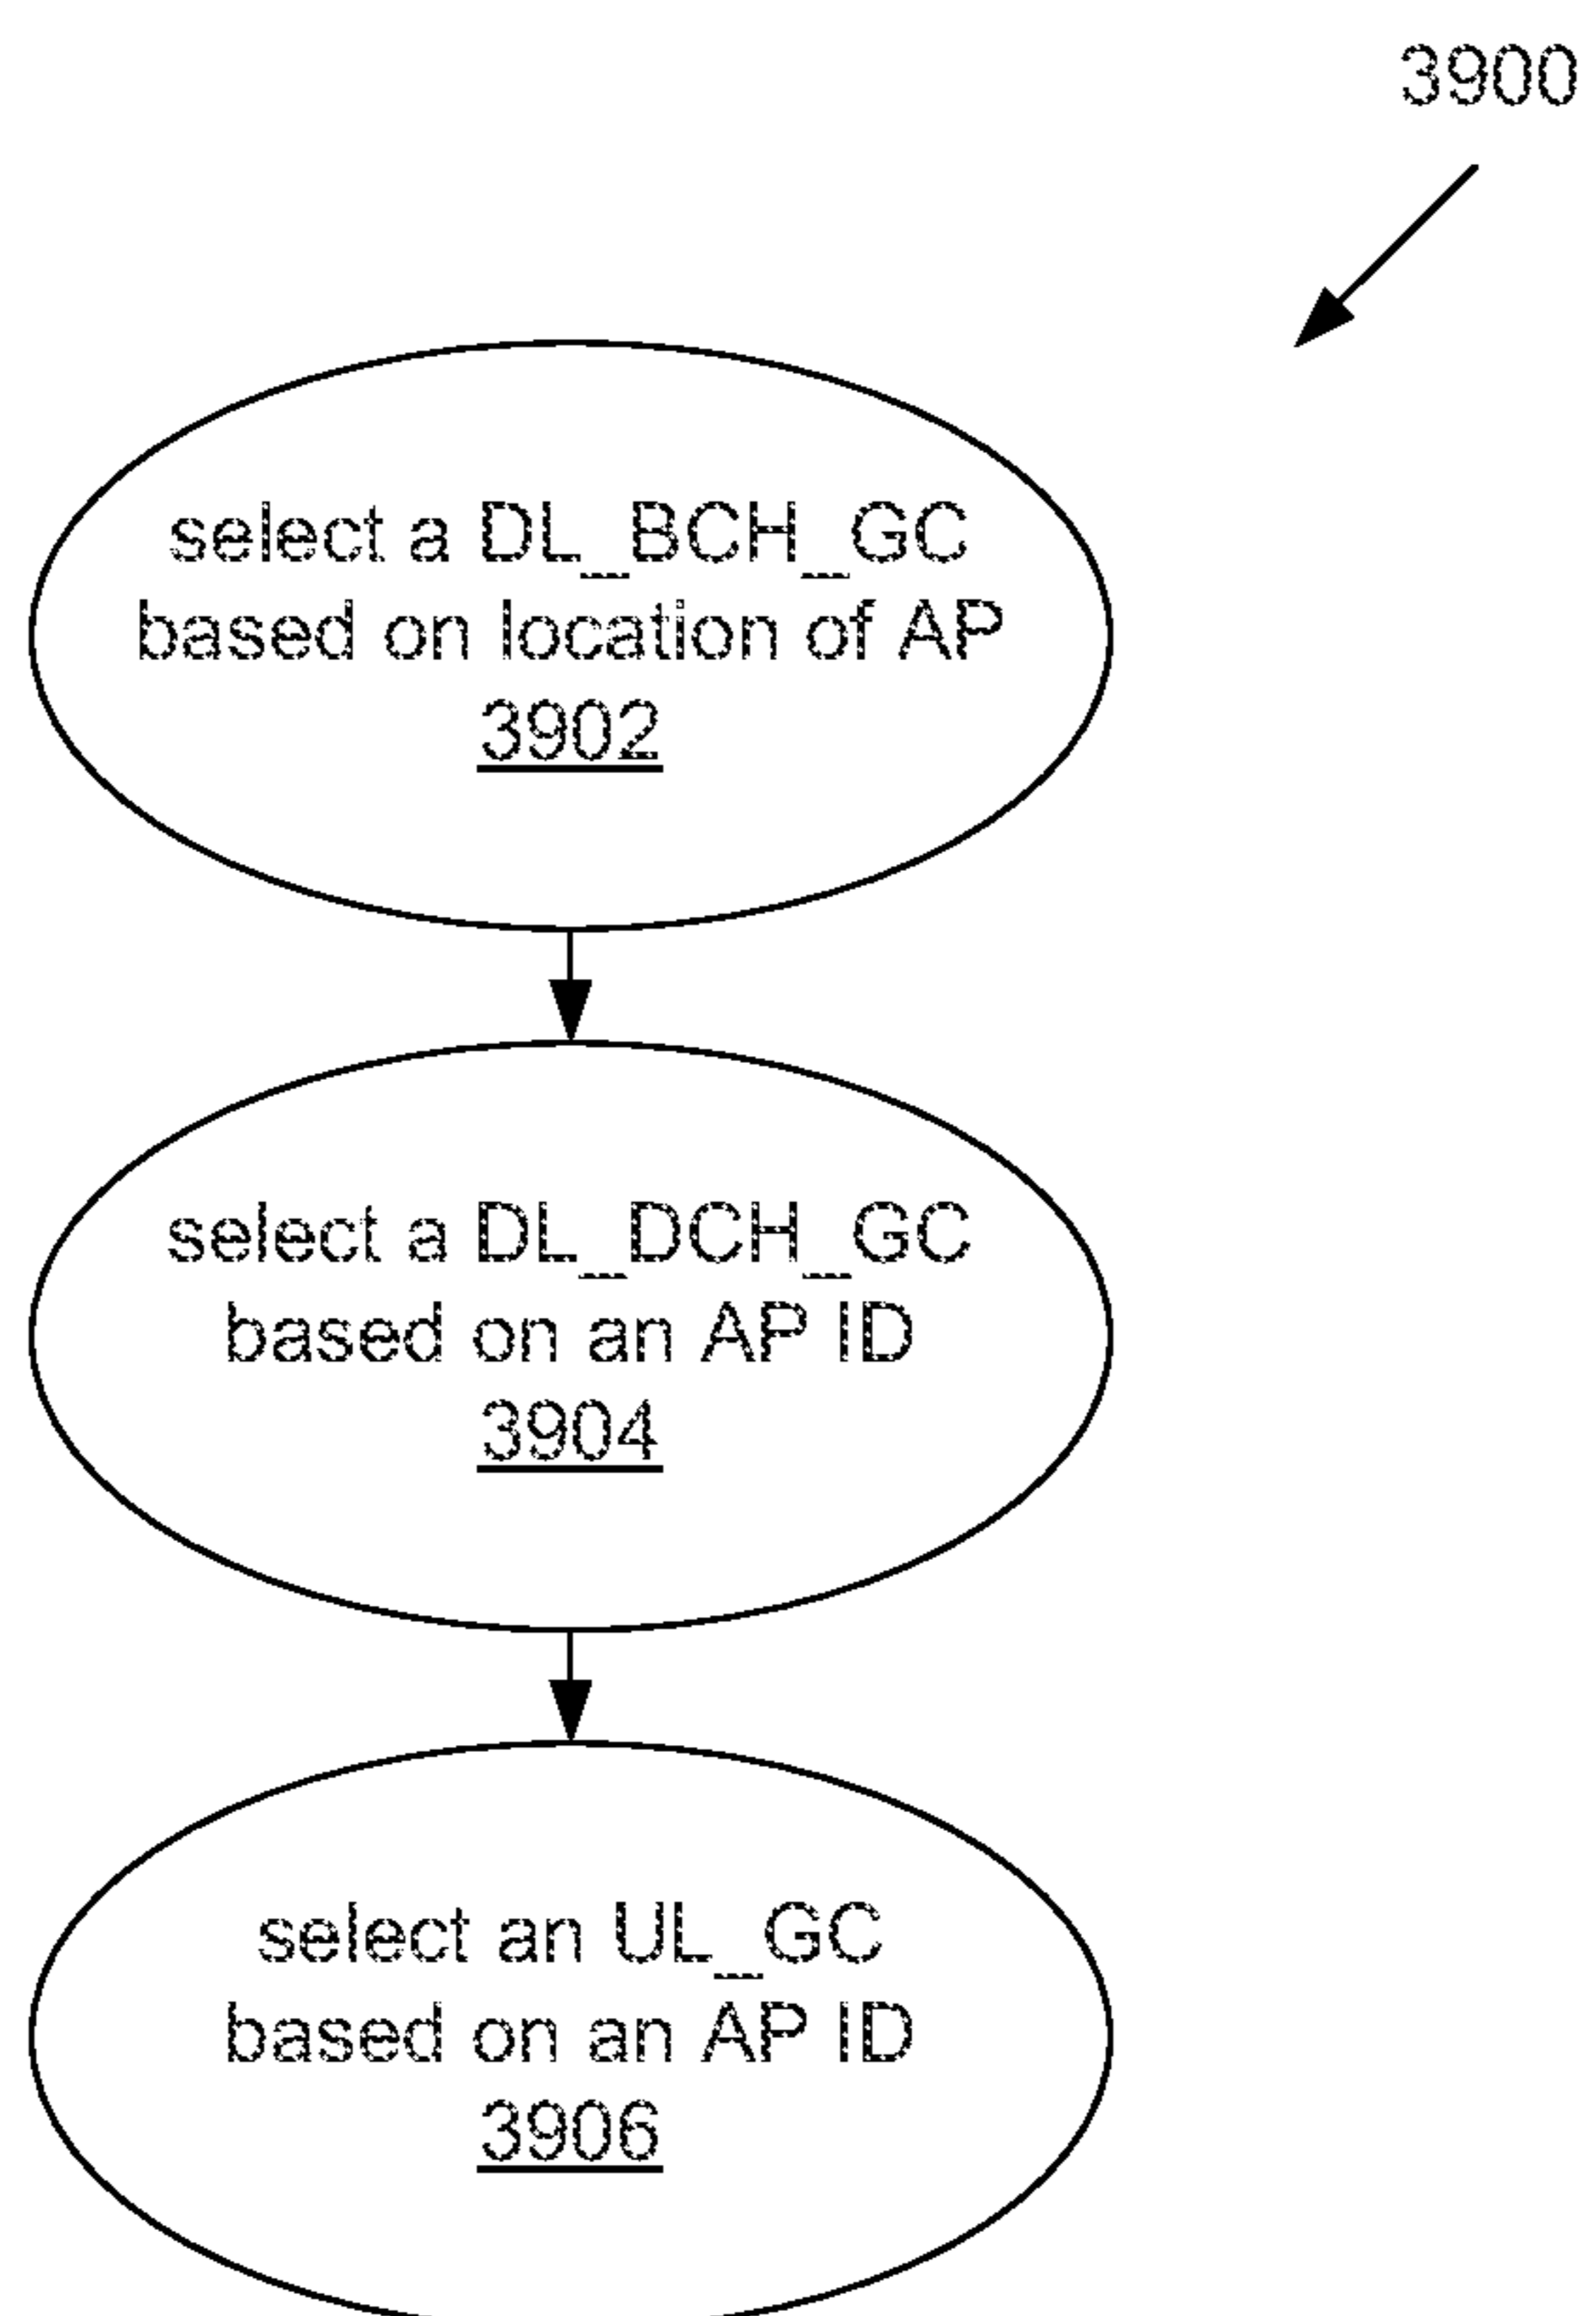 3900
select a DL_BCH_GC
based on location of AP
3902
select a DL_DCH_GC
based on an AP ID
3904
select an UL_GC
based on an AP ID
3906